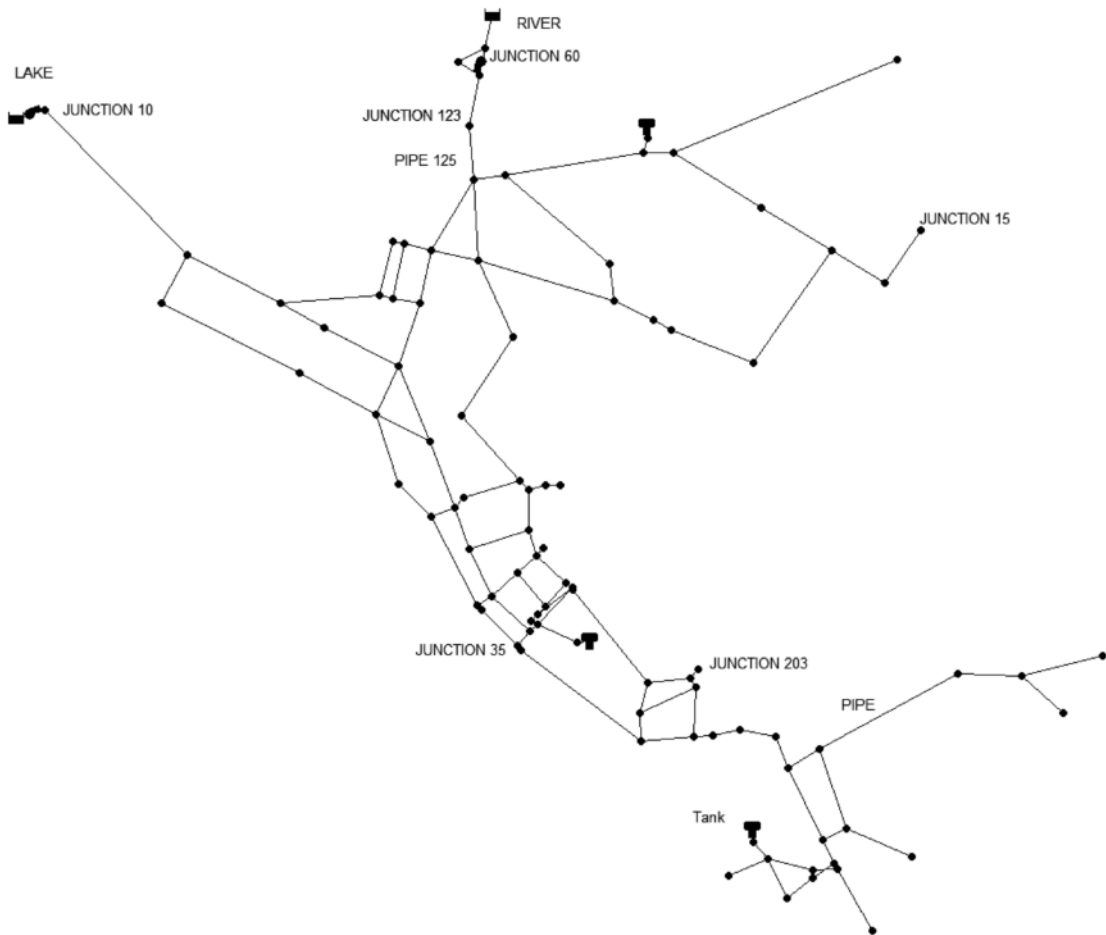 RIVER
JUNCTION 60
LAKE
JUNCTION 10
JUNCTION 123
PIPE 125
JUNCTION 15
JUNCTION 35
JUNCTION 203
PIPE
Tank